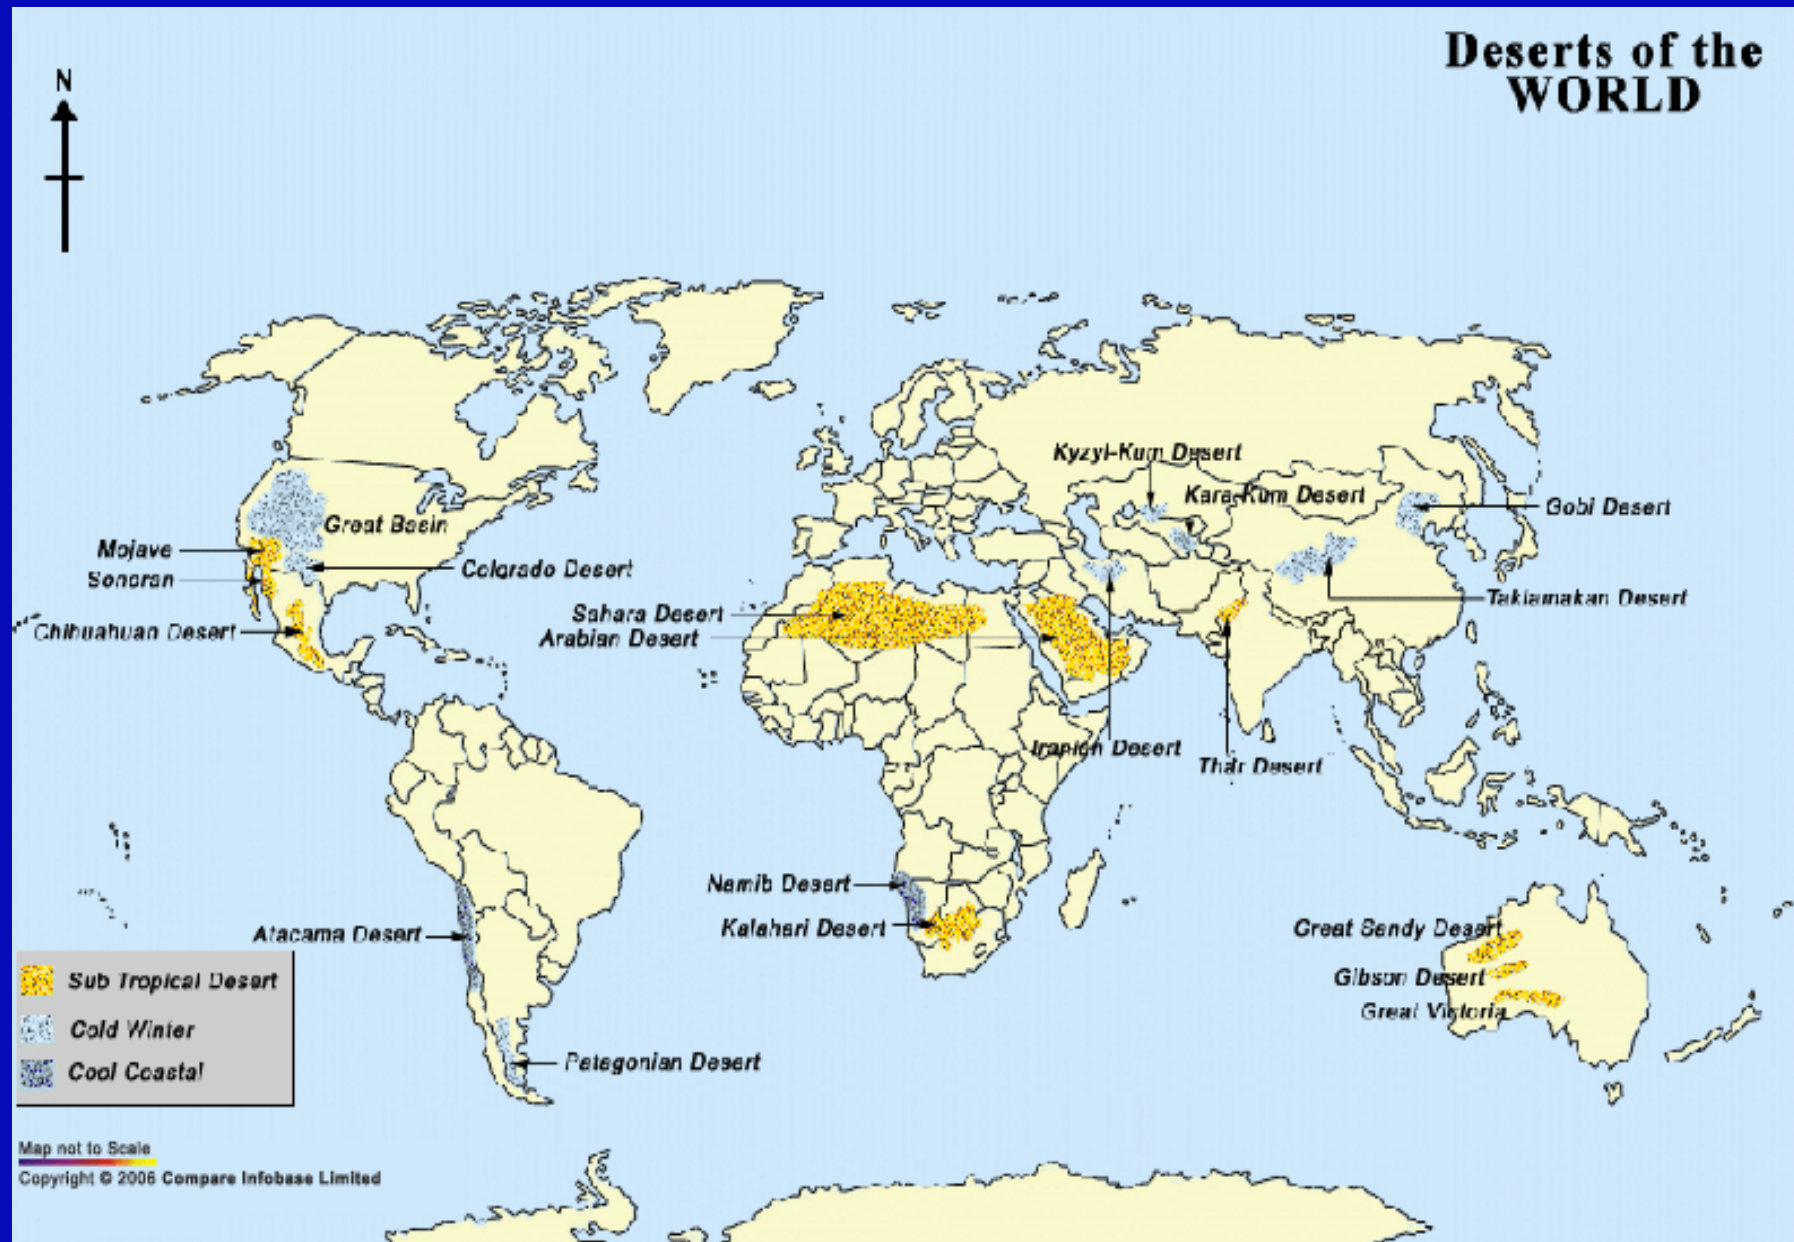 Deserts of the
WORLD
N
Kyzyl-Kum Desert
Kara-Kum Desert
Gobi Desert
Great Basin
Mojave
Sonoran
Colorado Desert
Taklamakan Desert
Sahara Desert
Arabian Desert
Chihuahuan Desert
Iranian Desert
Thar Desert
Namib Desert
Kalahari Desert
Atacama Desert
Great Sandy Desert
Gibson Desert
Great Victoria
Patagonian Desert
Sub Tropical Desert
Cold Winter
Cool Coastal
Map not to Scale
Copyright © 2006 Compare Infobase Limited